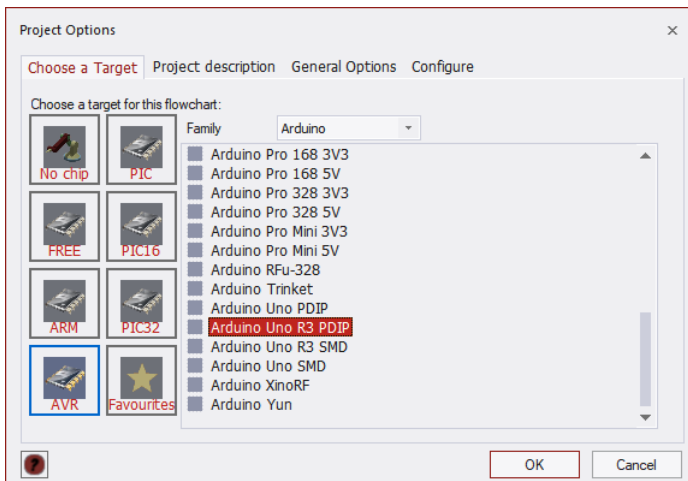 Project Options
Choose a Target Project description General Options Configure
Choose a target for this flowchart:
No chip PIC
FREE PIC16
ARM PIC32
AVR Favourites
Family Arduino
Arduino Pro 168 3V3
Arduino Pro 168 5V
Arduino Pro 328 3V3
Arduino Pro 328 5V
Arduino Pro Mini 3V3
Arduino Pro Mini 5V
Arduino RFu-328
Arduino Trinket
Arduino Uno PDIP
Arduino Uno R3 PDIP
Arduino Uno R3 SMD
Arduino Uno SMD
Arduino XinoRF
Arduino Yun
? OK Cancel